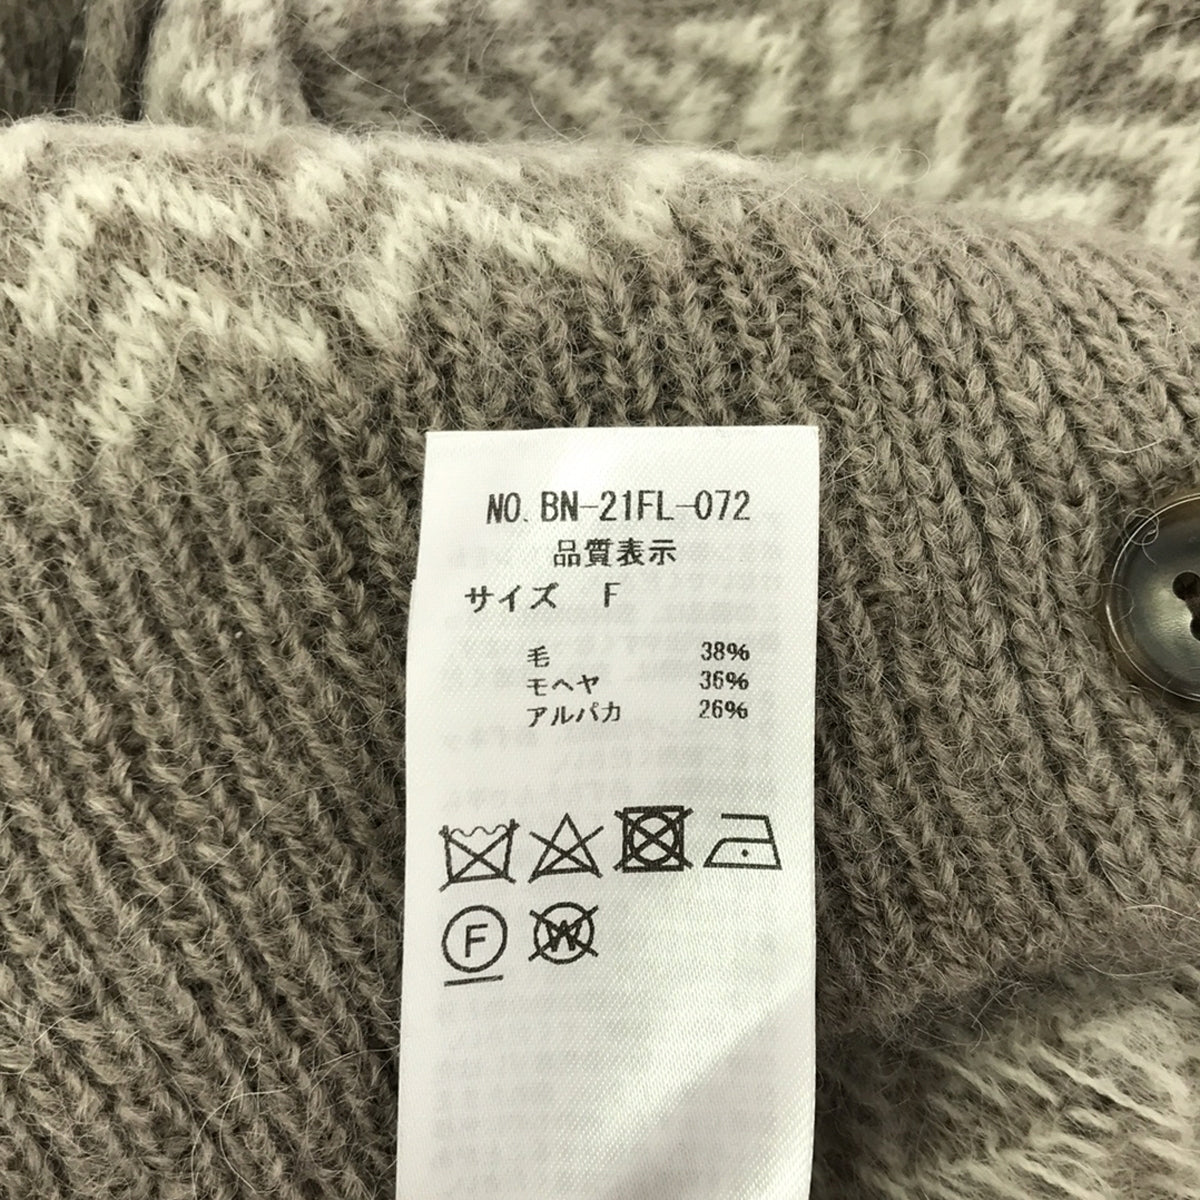 NO. BN-21FL-072
品質表示
サイズ F
毛 38%
モヘヤ 36%
アルパカ 26%
F W